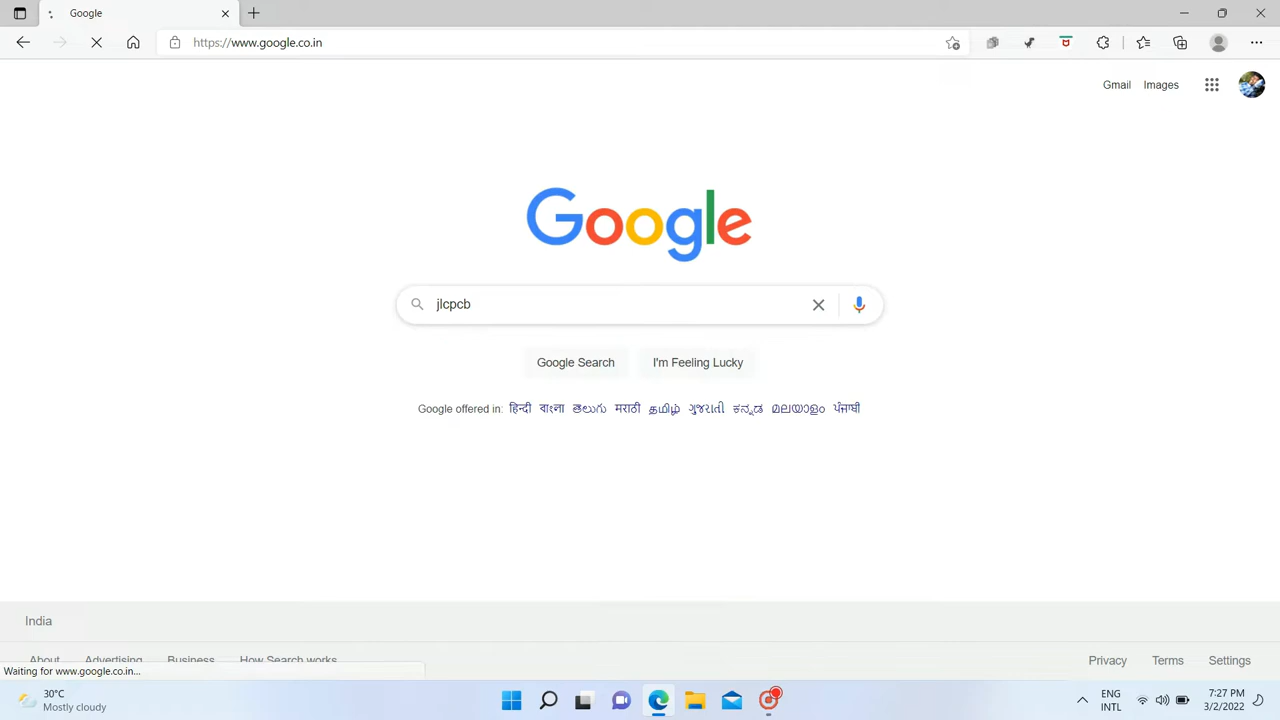 Google
https://www.google.co.in
Gmail Images
Google
jlcpcb
Google Search I'm Feeling Lucky
Google offered in: हिन्दी বাংলা తెలుగు मराठी தமிழ் ગુજરાતી ಕನ್ನಡ മലയാളം ਪੰਜਾਬੀ
India
About Advertising Business How Search works Privacy Terms Settings
Waiting for www.google.co.in...
30°C
Mostly cloudy
ENG
INTL
7:27 PM
3/2/2022